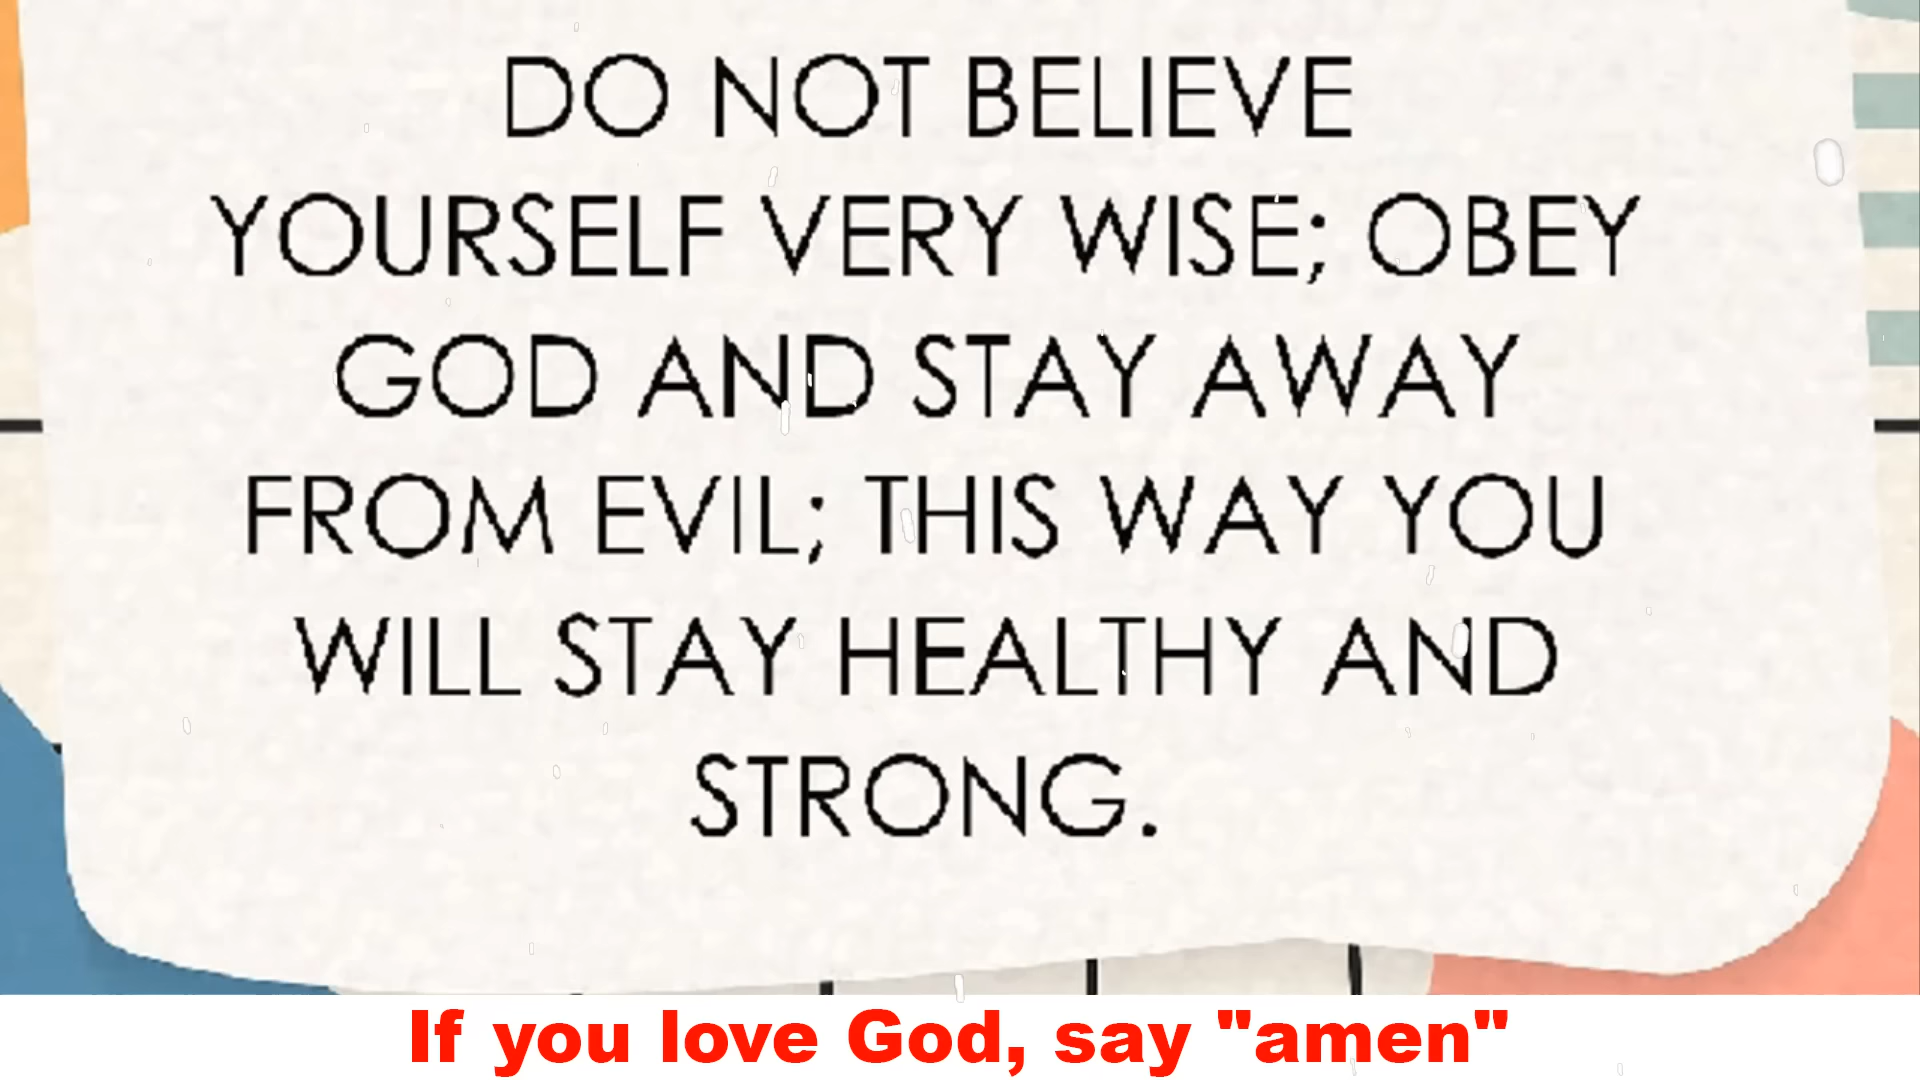 DO NOT BELIEVE
YOURSELF VERY WISE; OBEY
GOD AND STAY AWAY
FROM EVIL; THIS WAY YOU
WILL STAY HEALTHY AND
STRONG.
If you love God, say "amen"